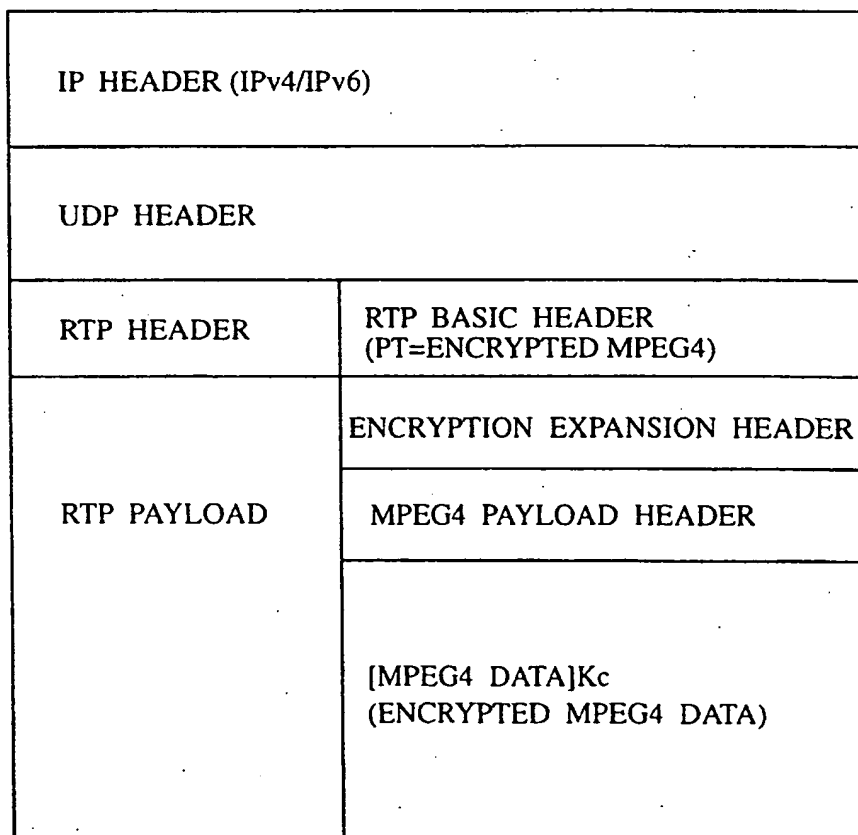 IP HEADER (IPv4/IPv6)
UDP HEADER
RTP HEADER
RTP BASIC HEADER
(PT=ENCRYPTED MPEG4)
RTP PAYLOAD
ENCRYPTION EXPANSION HEADER
MPEG4 PAYLOAD HEADER
[MPEG4 DATA]Kc
(ENCRYPTED MPEG4 DATA)